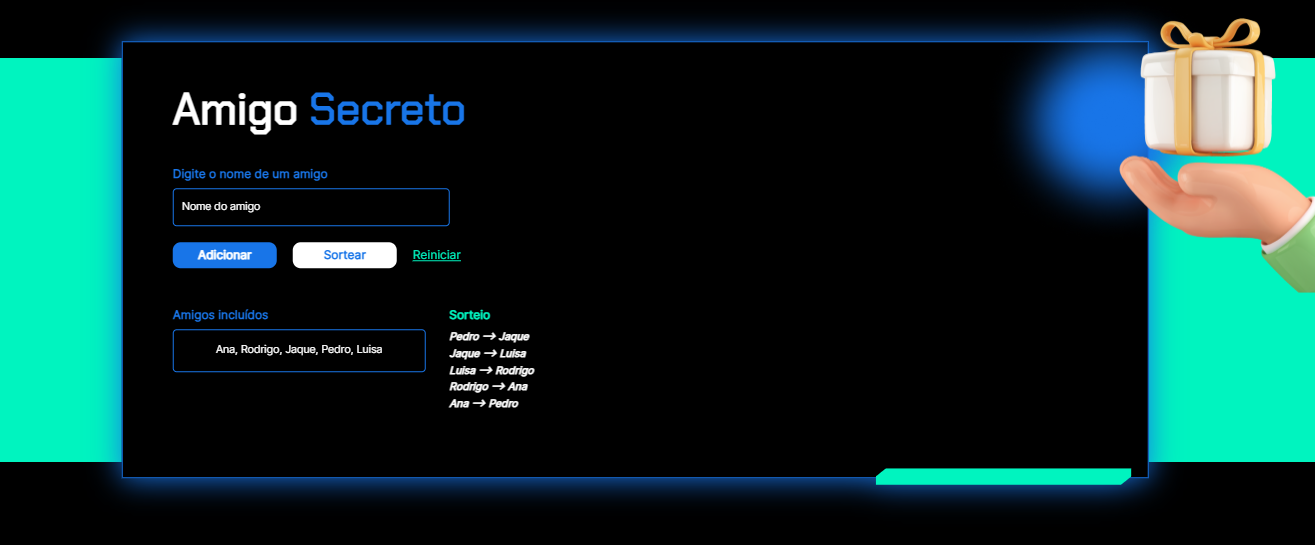 Amigo Secreto
Digite o nome de um amigo
Nome do amigo
Adicionar
Sortear
Reiniciar
Amigos incluídos
Ana, Rodrigo, Jaque, Pedro, Luisa
Sorteio
Pedro --> Jaque
Jaque --> Luisa
Luisa --> Rodrigo
Rodrigo --> Ana
Ana --> Pedro